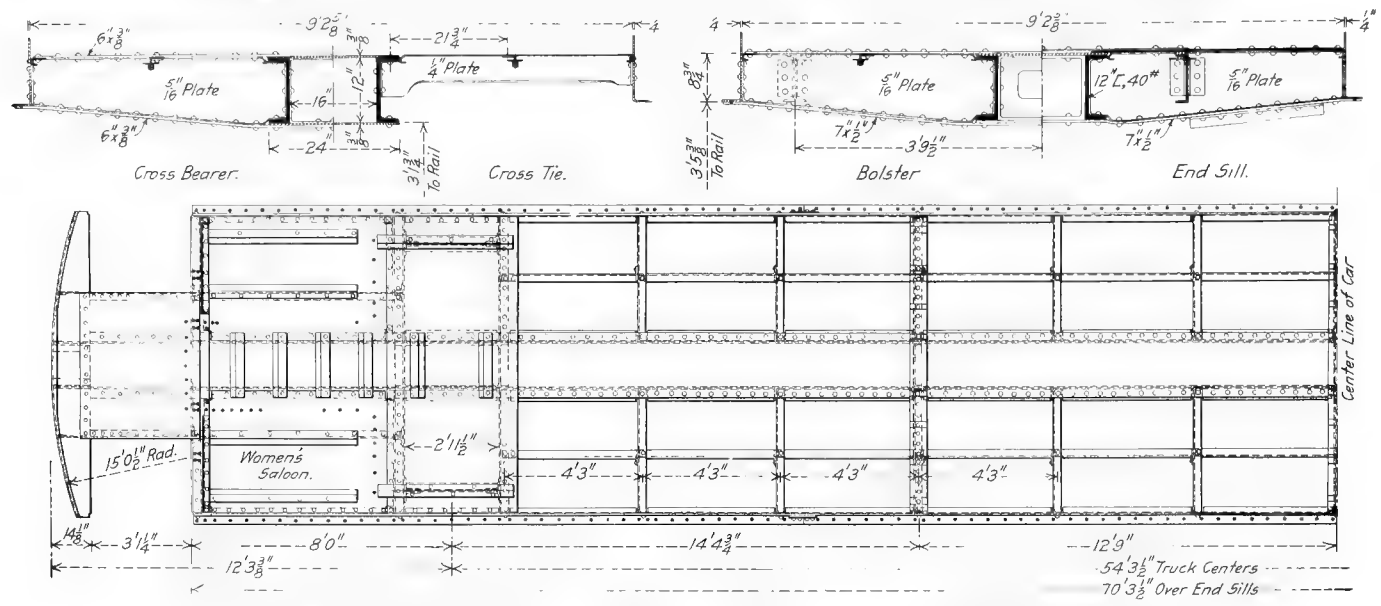 9'2 5/8"
1/4
1/4
9'2 5/8"
1/4"
6"x 3/8"
3/8"
21 3/4"
5/16" Plate
12"
1/4" Plate
16"
8 3/4"
5/16" Plate
12"[, 40#
5/16" Plate
6"x 3/8"
3/8"
24"
3'1 3/4"
To Rail
7"x 1/2"
7"x 1/2"
3'9 1/2"
3'5 3/8"
To Rail
Cross Bearer.
Cross Tie.
Bolster
End Sill.
Center Line of Car
15'0 1/2" Rad.
Women's
Saloon.
2'11 1/2"
4'3"
4'3"
4'3"
4'3"
14 1/8"
3'1 1/4"
8'0"
14'4 3/4"
12'9"
12'3 3/8"
54'3 1/2" Truck Centers
70'3 1/2" Over End Sills